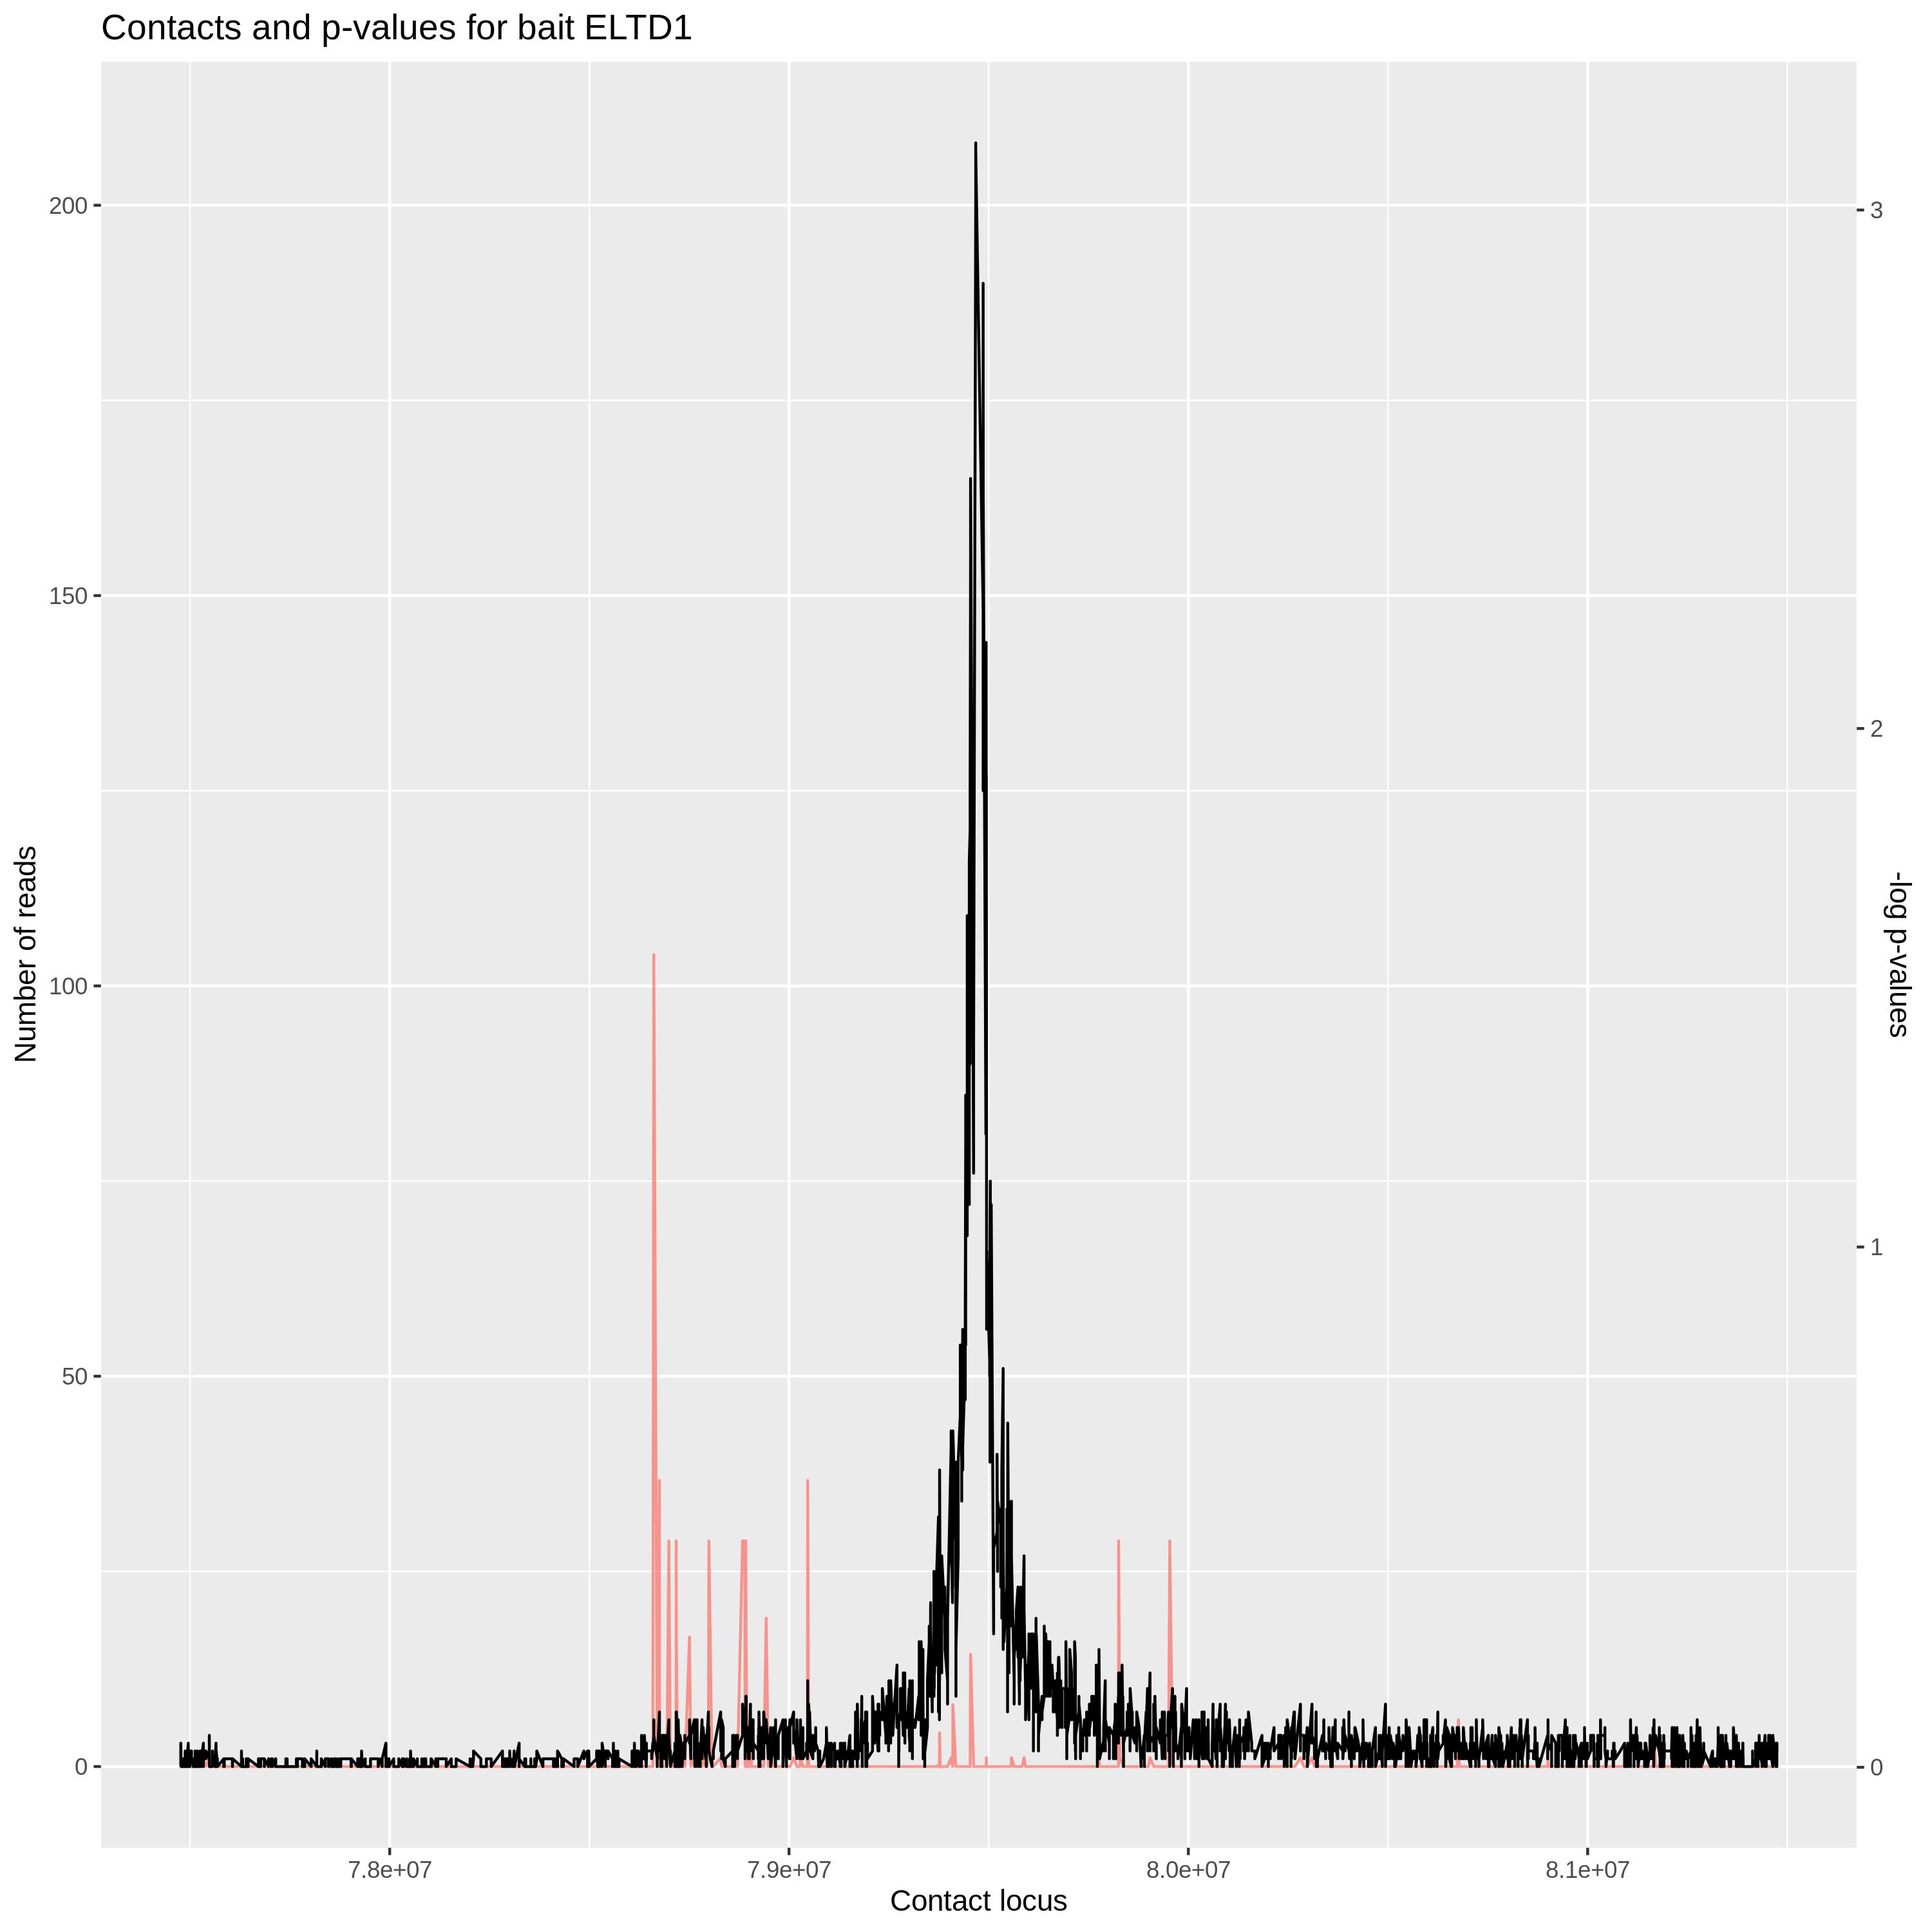 Contacts and p-values for bait ELTD1
Number of reads
200
150
100
50
0
3
2
1
0
-log p-values
7.8e+07
7.9e+07
8.0e+07
8.1e+07
Contact locus